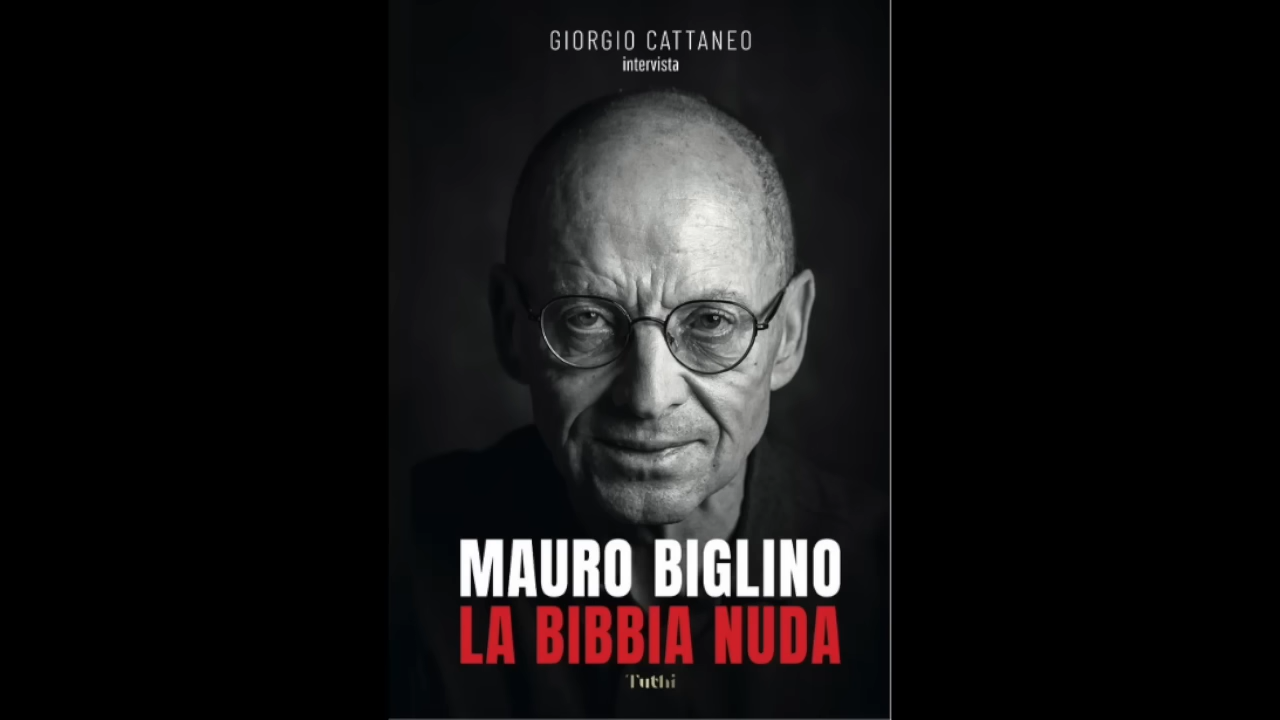 GIORGIO CATTANEO
intervista
MAURO BIGLINO
LA BIBBIA NUDA
Tuthi